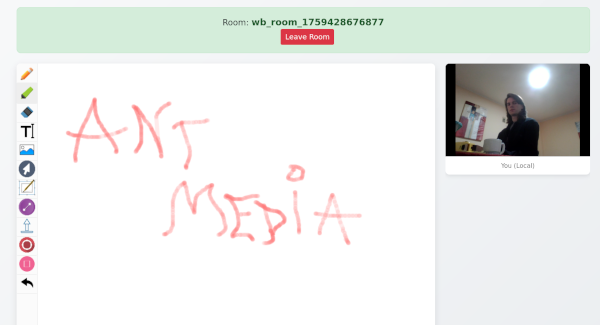 Room: wb_room_1759428676877
Leave Room
T
ANT
MEDiA
You (Local)